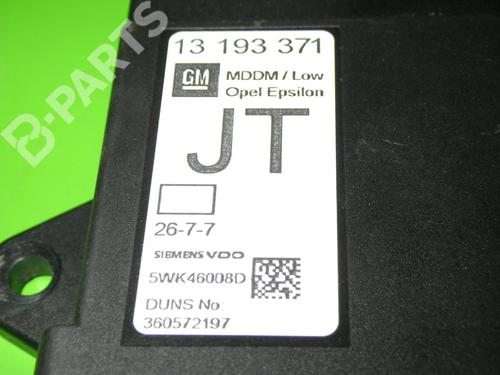 13 193 371
GM MDDM / Low
Opel Epsilon
JT
26-7-7
SIEMENS VDO
5WK46008D
DUNS No
360572197
B-PARTS
B-PARTS